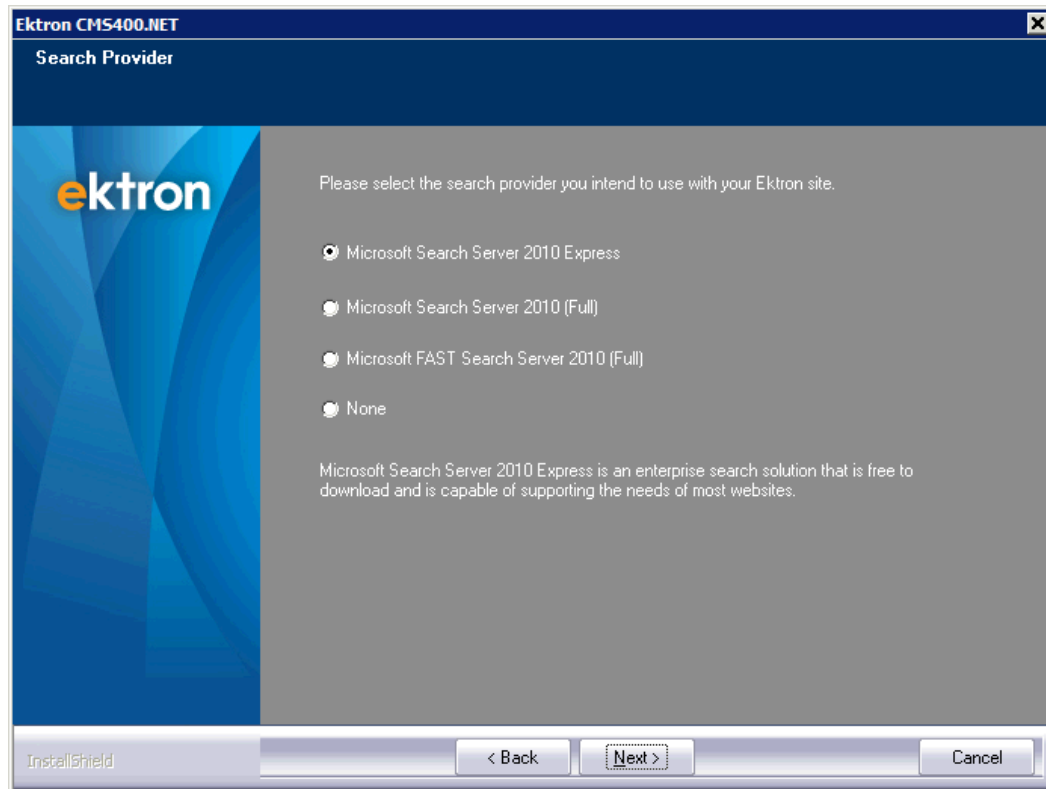 Ektron CMS400.NET
Search Provider
ektron
Please select the search provider you intend to use with your Ektron site.
Microsoft Search Server 2010 Express
Microsoft Search Server 2010 (Full)
Microsoft FAST Search Server 2010 (Full)
None
Microsoft Search Server 2010 Express is an enterprise search solution that is free to
download and is capable of supporting the needs of most websites.
InstallShield
< Back
Next >
Cancel